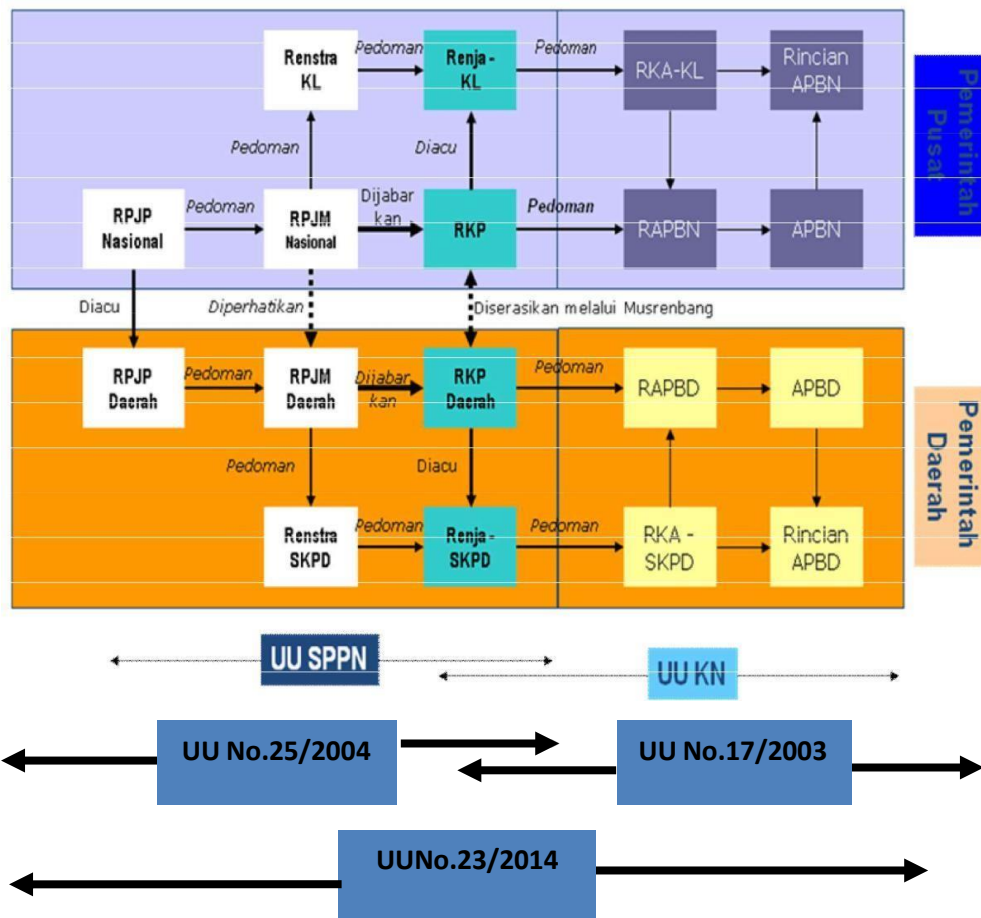 Pedoman
Pedoman
Renstra
KL
Renja -
KL
RKA-KL
Rincian
APBN
Pemerintah
Pusat
Pedoman
Diacu
RPJP
Nasional
Pedoman
RPJM
Nasional
Dijabar
kan
RKP
Pedoman
RAPBN
APBN
Diacu
Diperhatikan
Diserasikan melalui Musrenbang
RPJP
Daerah
Pedoman
RPJM
Daerah
Dijabar
kan
RKP
Daerah
Pedoman
RAPBD
APBD
Pemerintah
Daerah
Pedoman
Diacu
Renstra
SKPD
Pedoman
Renja -
SKPD
Pedoman
RKA -
SKPD
Rincian
APBD
UU SPPN
UU KN
UU No.25/2004
UU No.17/2003
UUNo.23/2014